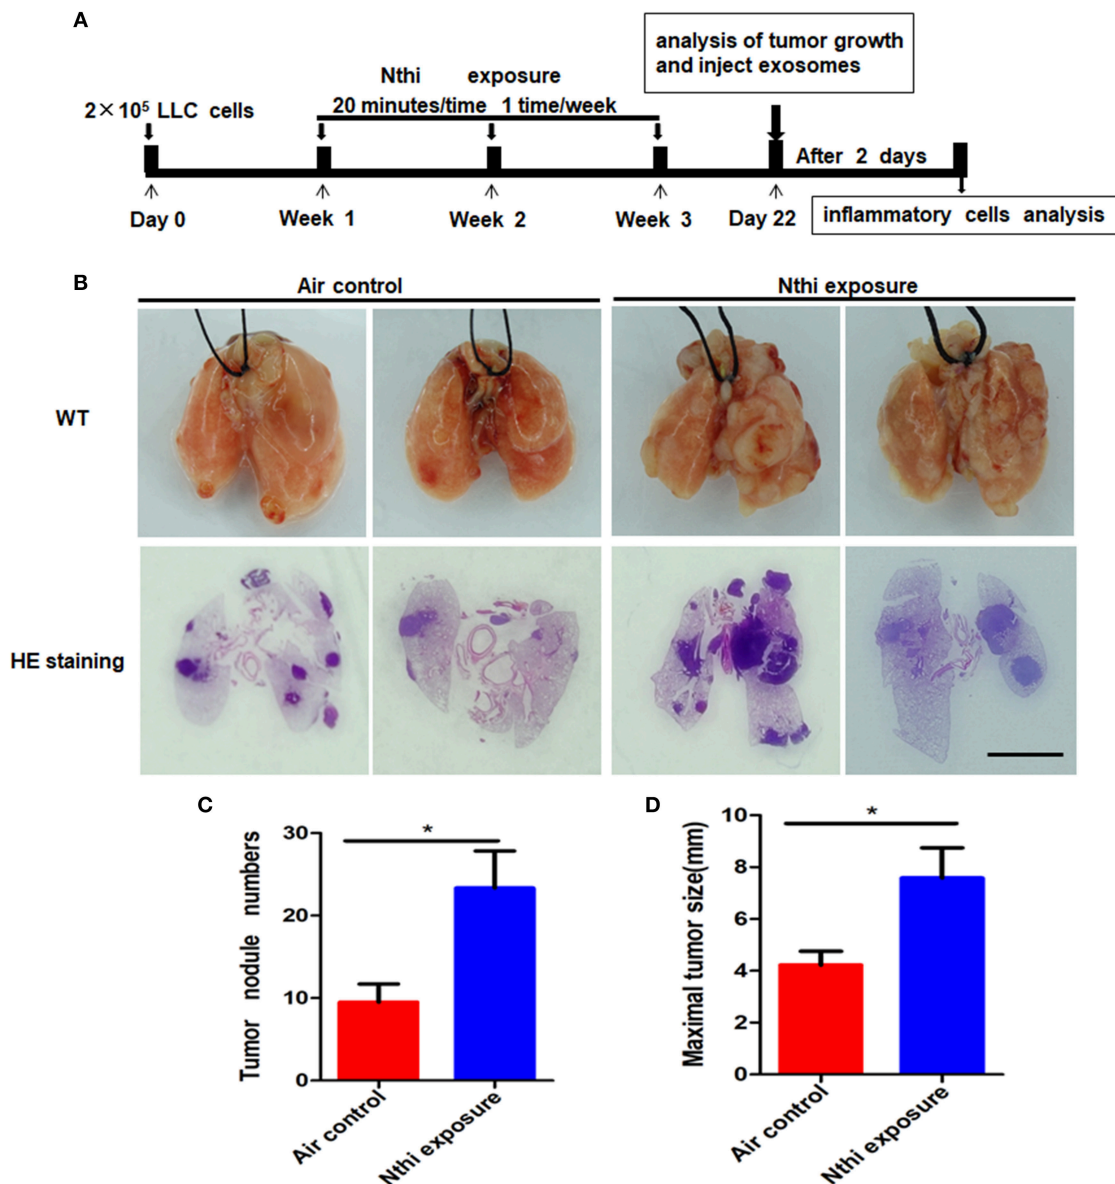 A
analysis of tumor growth
and inject exosomes
Nthi exposure
2×10⁵ LLC cells
20 minutes/time 1 time/week
After 2 days
Day 0
Week 1
Week 2
Week 3
Day 22
inflammatory cells analysis
B
Air control
Nthi exposure
WT
HE staining
C
Tumor nodule numbers
30
20
10
0
*
Air control
Nthi exposure
D
Maximal tumor size(mm)
10
8
6
4
2
0
*
Air control
Nthi exposure